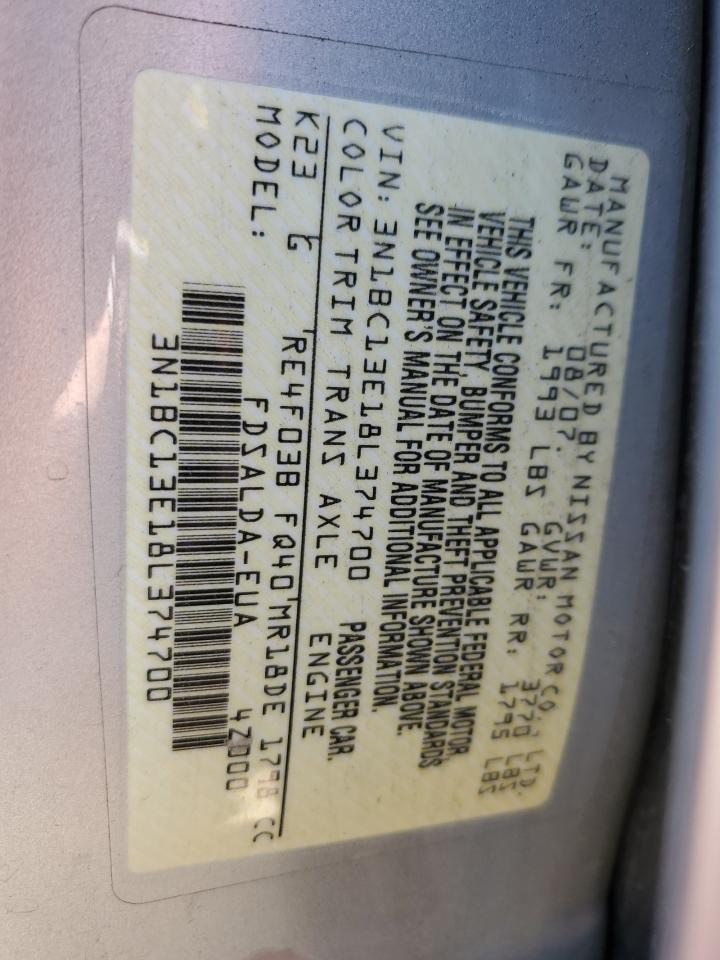 MANUFACTURED BY NISSAN MOTOR CO., LTD.
DATE: 08/07. GVWR: 3770 LBS
GAWR FR: 1993 LBS GAWR RR: 1795 LBS
THIS VEHICLE CONFORMS TO ALL APPLICABLE FEDERAL MOTOR
VEHICLE SAFETY, BUMPER AND THEFT PREVENTION STANDARDS
IN EFFECT ON THE DATE OF MANUFACTURE SHOWN ABOVE.
SEE OWNER'S MANUAL FOR ADDITIONAL INFORMATION.
VIN: 3N1BC13E18L374700 PASSENGER CAR.
COLOR TRIM TRANS AXLE ENGINE
K23 G RE4F03B FQ40 MR18DE 1798 CC
MODEL: FDSALDA-EUA 4Z000
3N1BC13E18L374700